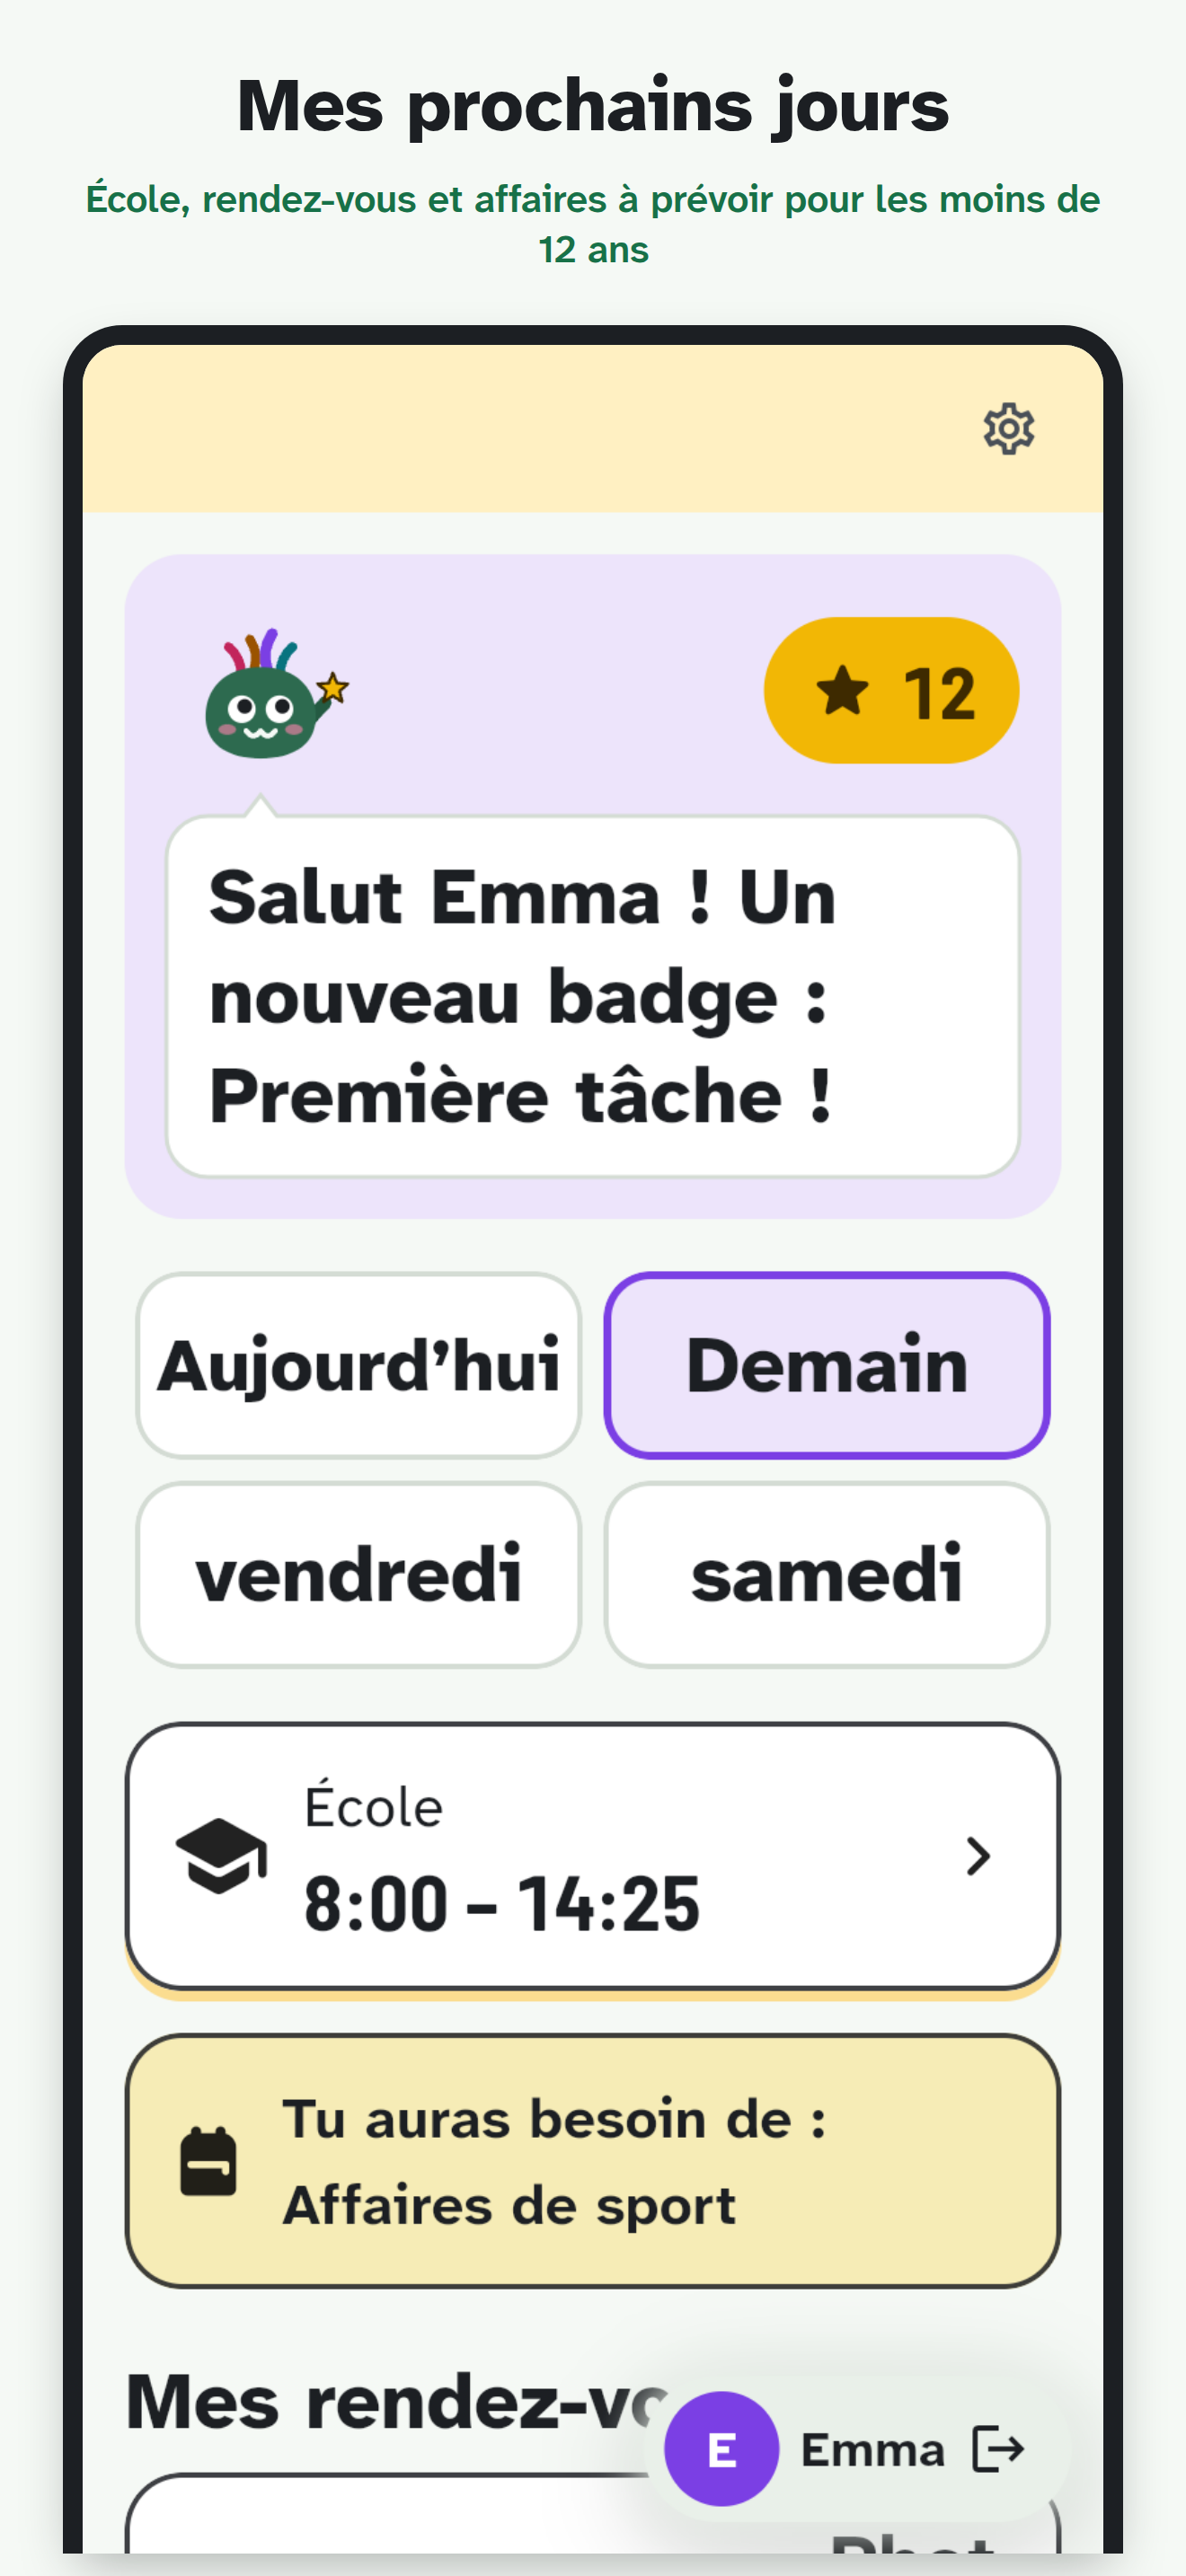 Mes prochains jours
École, rendez-vous et affaires à prévoir pour les moins de
12 ans
12
Salut Emma ! Un
nouveau badge :
Première tâche !
Aujourd’hui
Demain
vendredi
samedi
École
8:00 – 14:25
Tu auras besoin de :
Affaires de sport
Mes
E
Emma